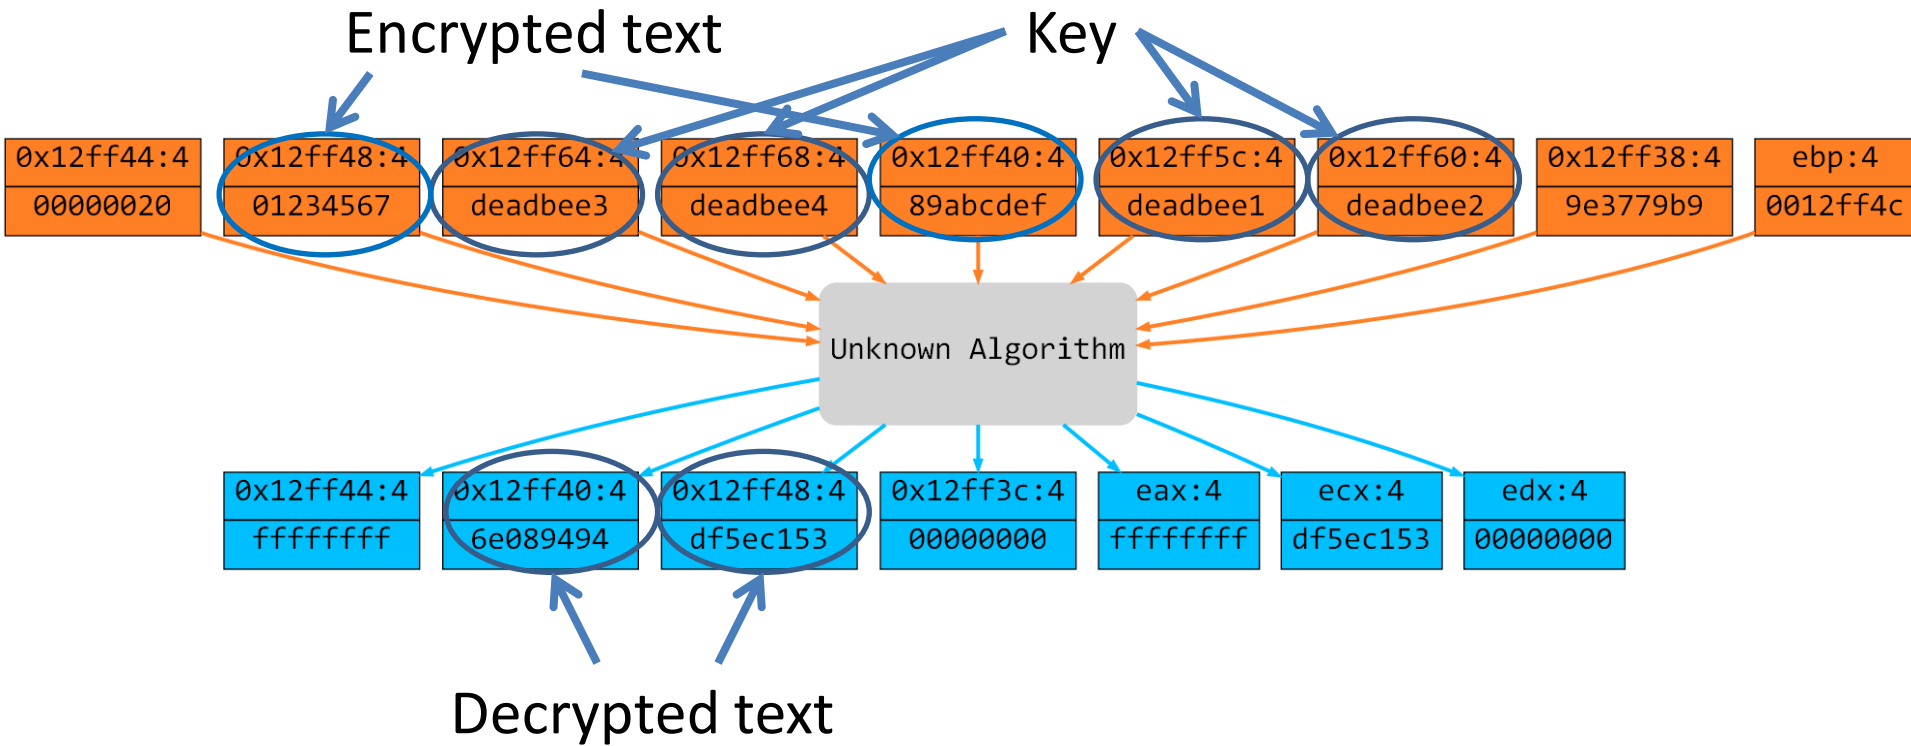 Encrypted text Key
0x12ff44:4 0x12ff48:4 0x12ff64:4 0x12ff68:4 0x12ff40:4 0x12ff5c:4 0x12ff60:4 0x12ff38:4 ebp:4
00000020 01234567 deadbee3 deadbee4 89abcdef deadbee1 deadbee2 9e3779b9 0012ff4c
Unknown Algorithm
0x12ff44:4 0x12ff40:4 0x12ff48:4 0x12ff3c:4 eax:4 ecx:4 edx:4
ffffffff 6e089494 df5ec153 00000000 ffffffff df5ec153 00000000
Decrypted text